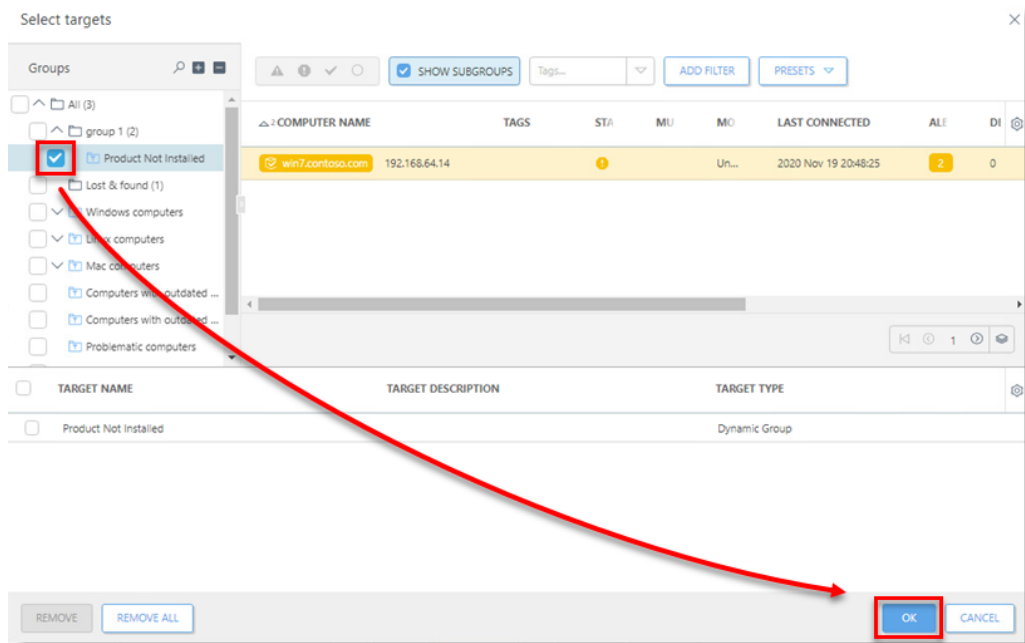 Select targets
Groups
SHOW SUBGROUPS
Tags...
ADD FILTER
PRESETS
All (3)
group 1 (2)
Product Not Installed
Lost & found (1)
Windows computers
Linux computers
Mac computers
Computers with outdated ...
Computers with outdated ...
Problematic computers
2 COMPUTER NAME TAGS STA MU MO LAST CONNECTED ALE DI
win7.contoso.com 192.168.64.14 Un... 2020 Nov 19 20:48:25 2 0
1
TARGET NAME TARGET DESCRIPTION TARGET TYPE
Product Not Installed Dynamic Group
REMOVE REMOVE ALL OK CANCEL